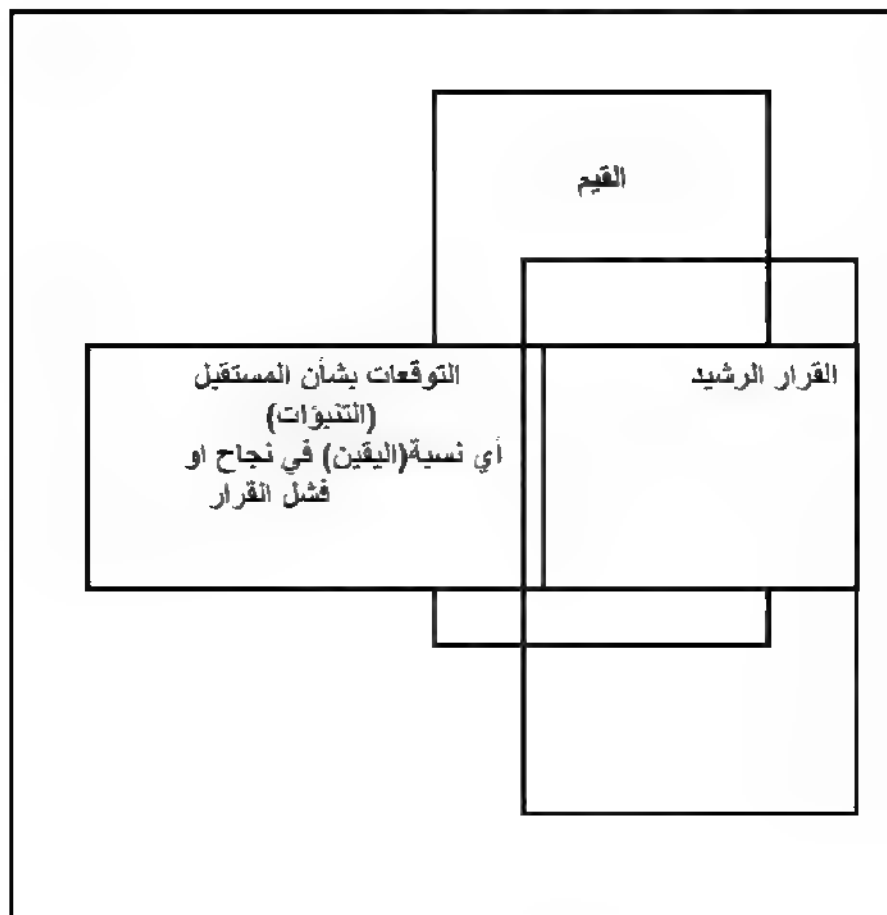 القيم
القرار الرشيد
التوقعات بشأن المستقبل
(التنبؤات)
أي نسبة(اليقين) في نجاح او
فشل القرار